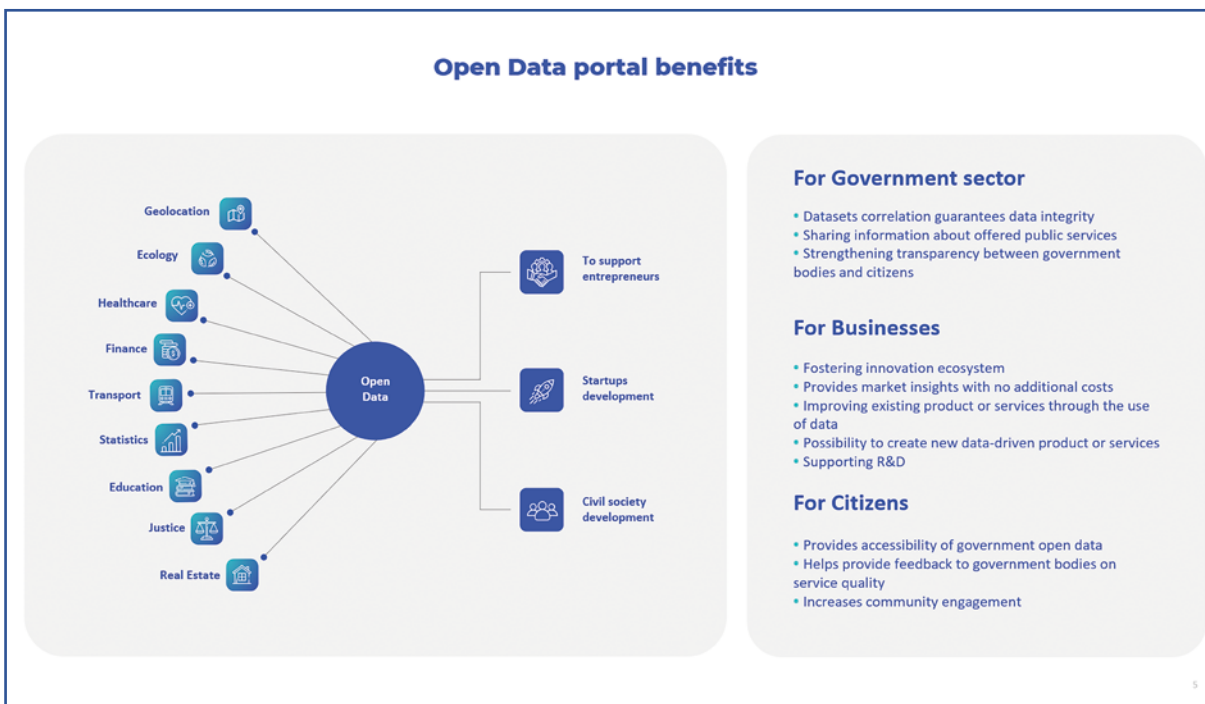 Open Data portal benefits
Geolocation
Ecology
Healthcare
Finance
Transport
Statistics
Education
Justice
Real Estate
Open
Data
To support
entrepreneurs
Startups
development
Civil society
development
For Government sector
• Datasets correlation guarantees data integrity
• Sharing information about offered public services
• Strengthening transparency between government
bodies and citizens
For Businesses
• Fostering innovation ecosystem
• Provides market insights with no additional costs
• Improving existing product or services through the use
of data
• Possibility to create new data-driven product or services
• Supporting R&D
For Citizens
• Provides accessibility of government open data
• Helps provide feedback to government bodies on
service quality
• Increases community engagement
5